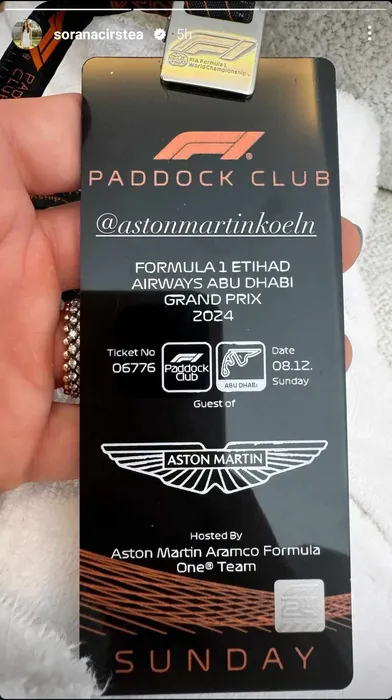 soranacirstea 5h
F1
FIA Formula 1
World Championship
F1
PADDOCK CLUB
@astonmartinkoeln
FORMULA 1 ETIHAD
AIRWAYS ABU DHABI
GRAND PRIX
2024
Ticket No
06776
F1
Paddock
Club
ABU DHABI
Date
08.12.
Sunday
Guest of
ASTON MARTIN
Hosted By
Aston Martin Aramco Formula
One® Team
SUNDAY